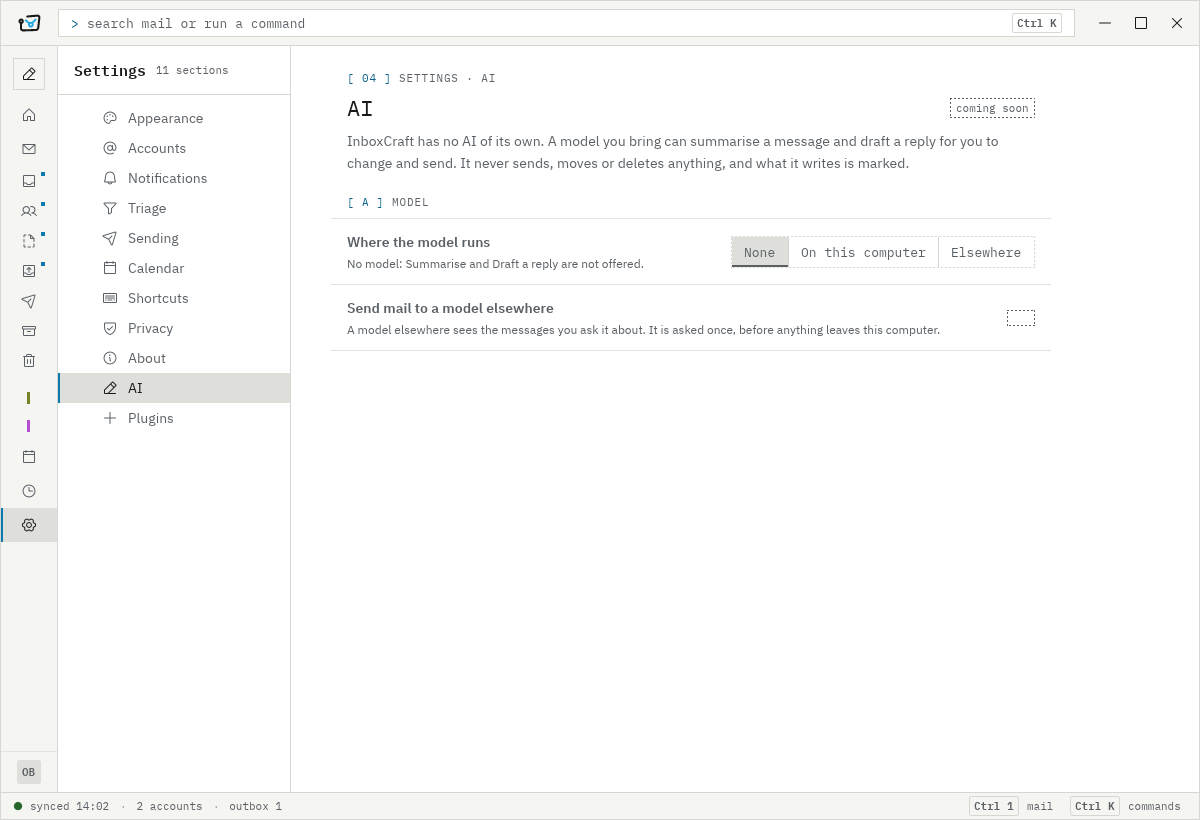 > search mail or run a command
Ctrl K
Settings 11 sections
Appearance
Accounts
Notifications
Triage
Sending
Calendar
Shortcuts
Privacy
About
AI
Plugins
OB
[ 04 ] SETTINGS · AI
AI
coming soon
InboxCraft has no AI of its own. A model you bring can summarise a message and draft a reply for you to
change and send. It never sends, moves or deletes anything, and what it writes is marked.
[ A ] MODEL
Where the model runs
No model: Summarise and Draft a reply are not offered.
None On this computer Elsewhere
Send mail to a model elsewhere
A model elsewhere sees the messages you ask it about. It is asked once, before anything leaves this computer.
synced 14:02 · 2 accounts · outbox 1
Ctrl 1 mail Ctrl K commands